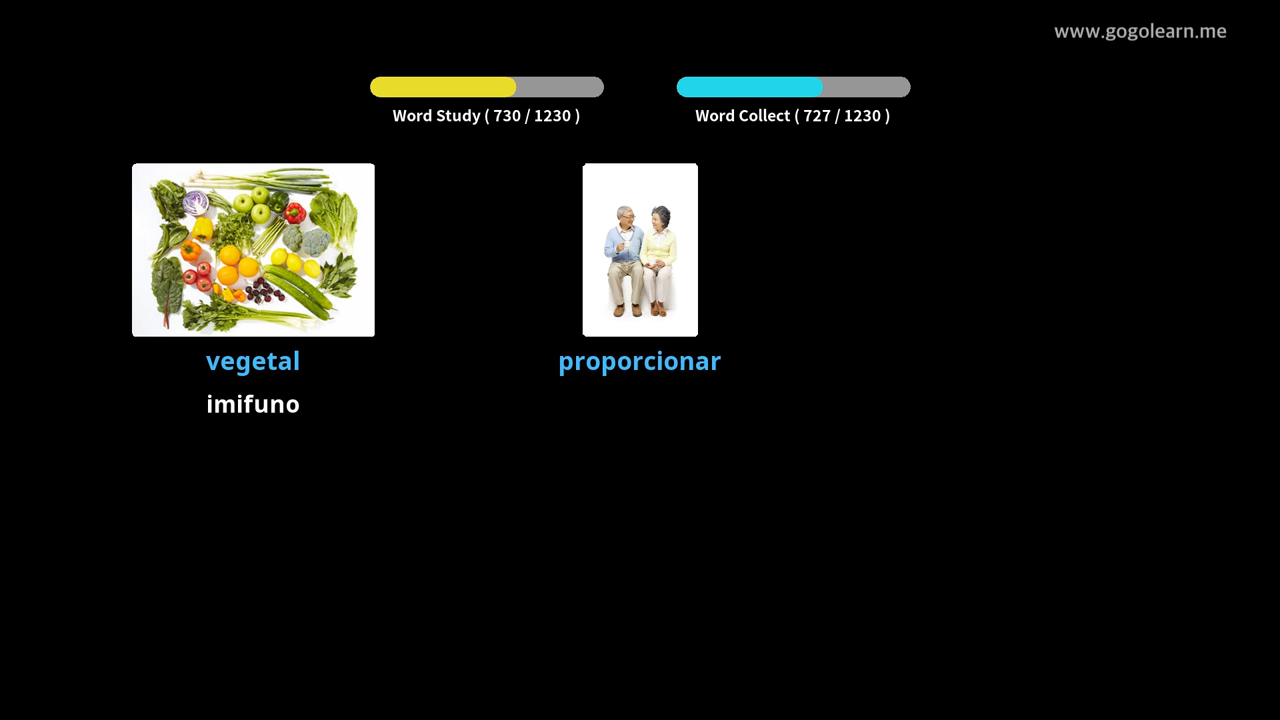 www.gogolearn.me
Word Study ( 730 / 1230 )
Word Collect ( 727 / 1230 )
vegetal
imifuno
proporcionar